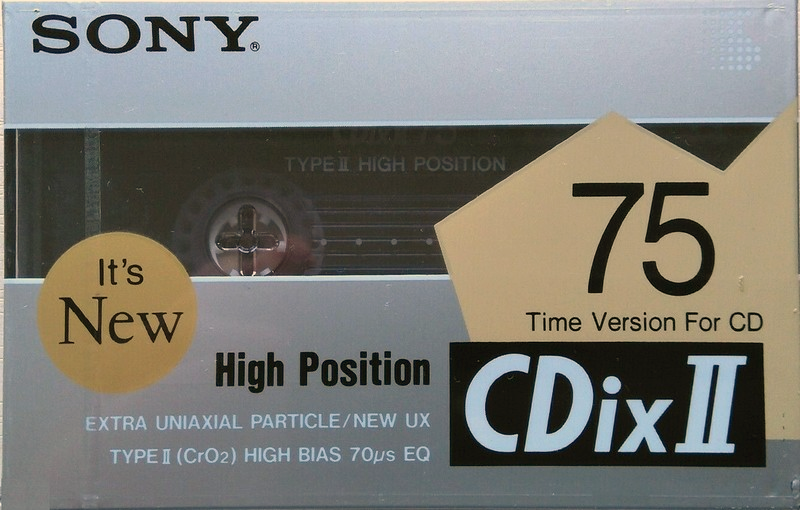 SONY®
TYPE Ⅱ HIGH POSITION
75
Time Version For CD
It's
New
High Position
CDix Ⅱ
EXTRA UNIAXIAL PARTICLE/NEW UX
TYPE Ⅱ (CrO₂) HIGH BIAS 70µs EQ